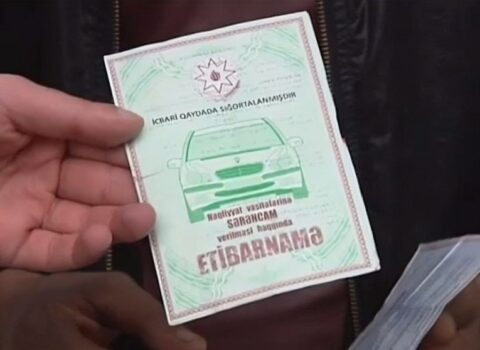 İCBARİ QAYDADA SIĞORTALANMIŞDIR
Nəqliyyat vasitələrinə
SƏRƏNCAM
verilməsi haqqında
ETİBARNAMƏ